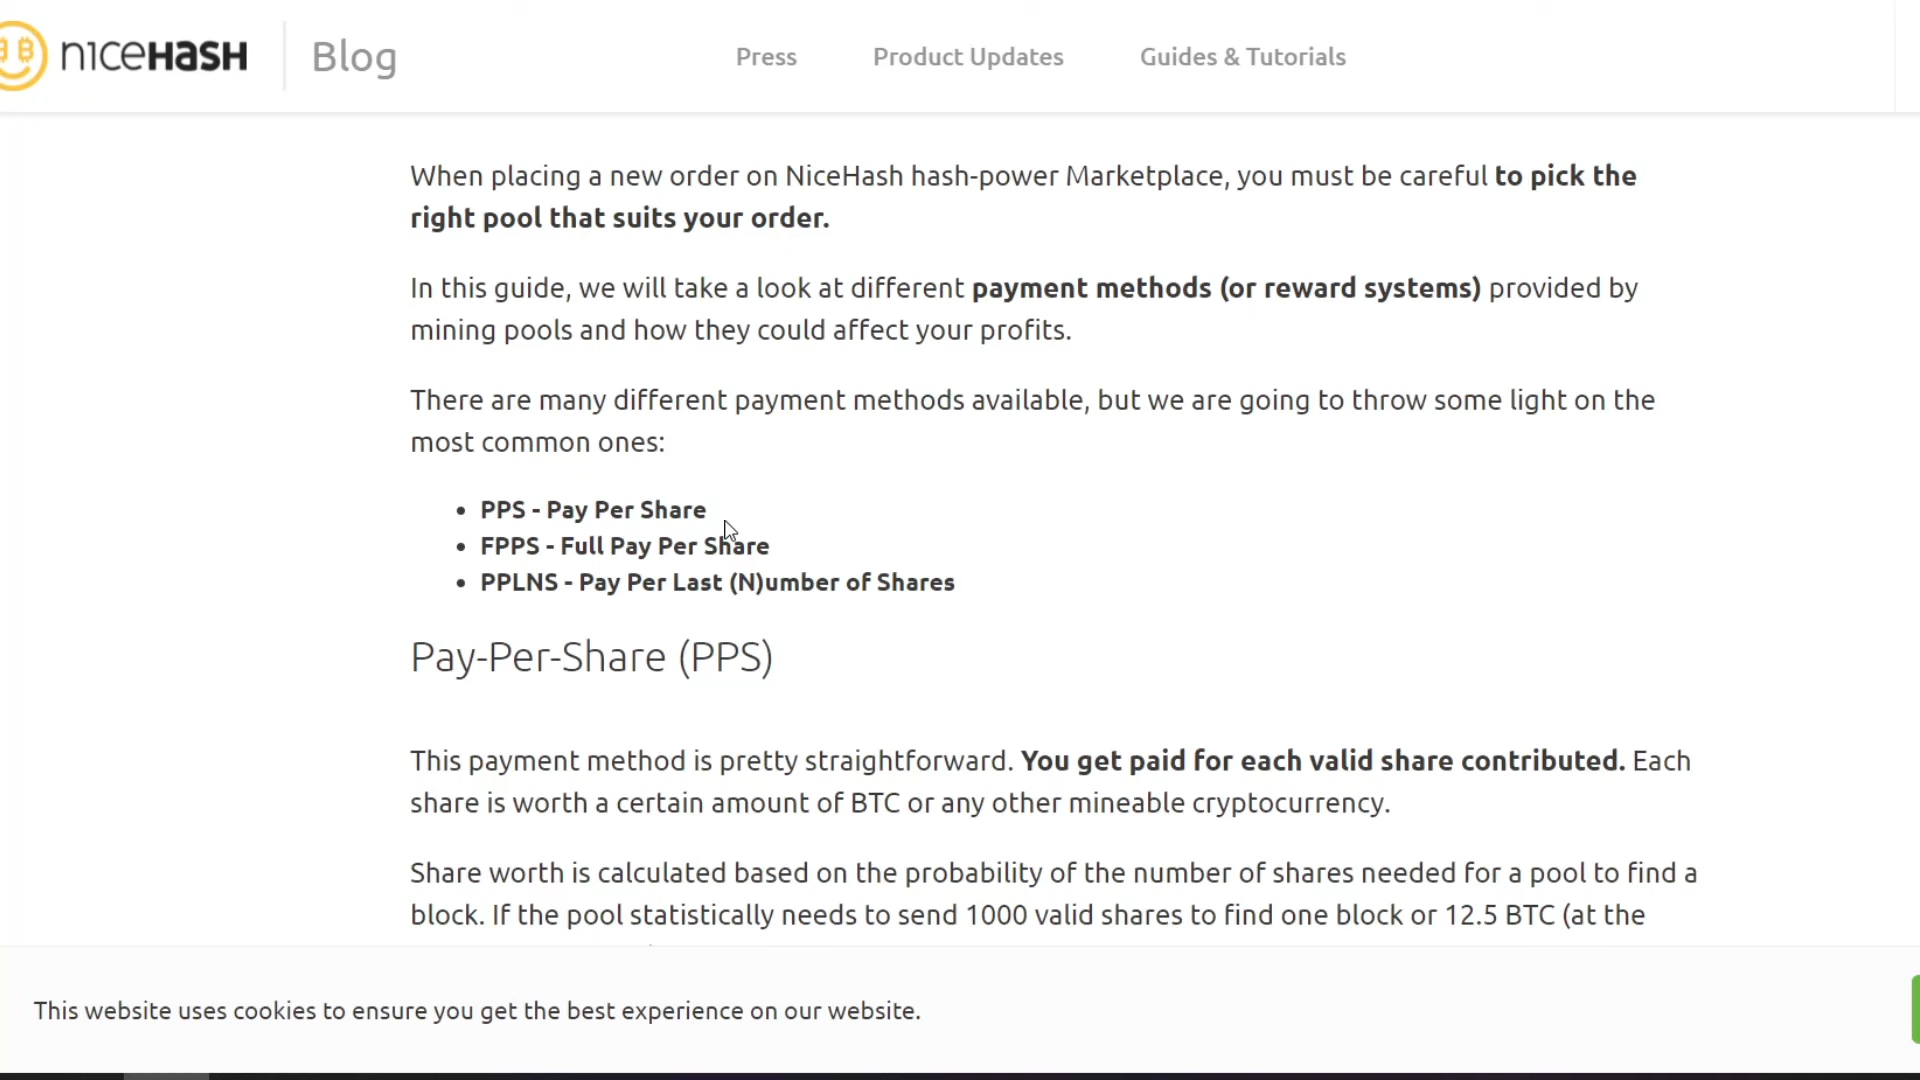 nıceHasH
Blog
Press
Product Updates
Guides & Tutorials
When placing a new order on NiceHash hash-power Marketplace, you must be careful to pick the
right pool that suits your order.
In this guide, we will take a look at different payment methods (or reward systems) provided by
mining pools and how they could affect your profits.
There are many different payment methods available, but we are going to throw some light on the
most common ones:
• PPS - Pay Per Share
• FPPS - Full Pay Per Share
• PPLNS - Pay Per Last (N)umber of Shares
Pay-Per-Share (PPS)
This payment method is pretty straightforward. You get paid for each valid share contributed. Each
share is worth a certain amount of BTC or any other mineable cryptocurrency.
Share worth is calculated based on the probability of the number of shares needed for a pool to find a
block. If the pool statistically needs to send 1000 valid shares to find one block or 12.5 BTC (at the
This website uses cookies to ensure you get the best experience on our website.